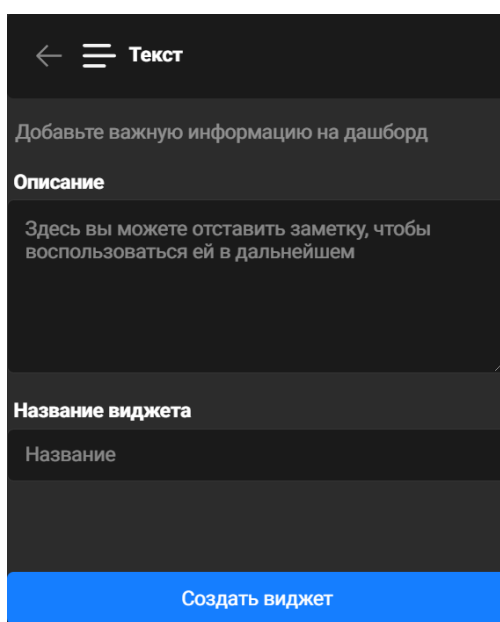 Текст
Добавьте важную информацию на дашборд
Описание
Здесь вы можете отставить заметку, чтобы
воспользоваться ей в дальнейшем
Название виджета
Название
Создать виджет